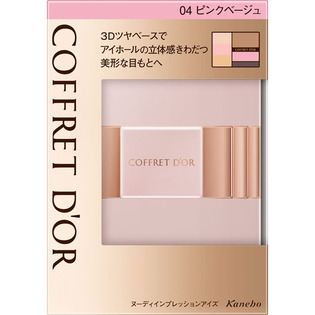 04 ピンクベージュ
3Dツヤベースで
アイホールの立体感きわだつ
美形な目もとへ
COFFRET D'OR
COFFRET D'OR
ヌーディインプレッションアイズ
Kanebo